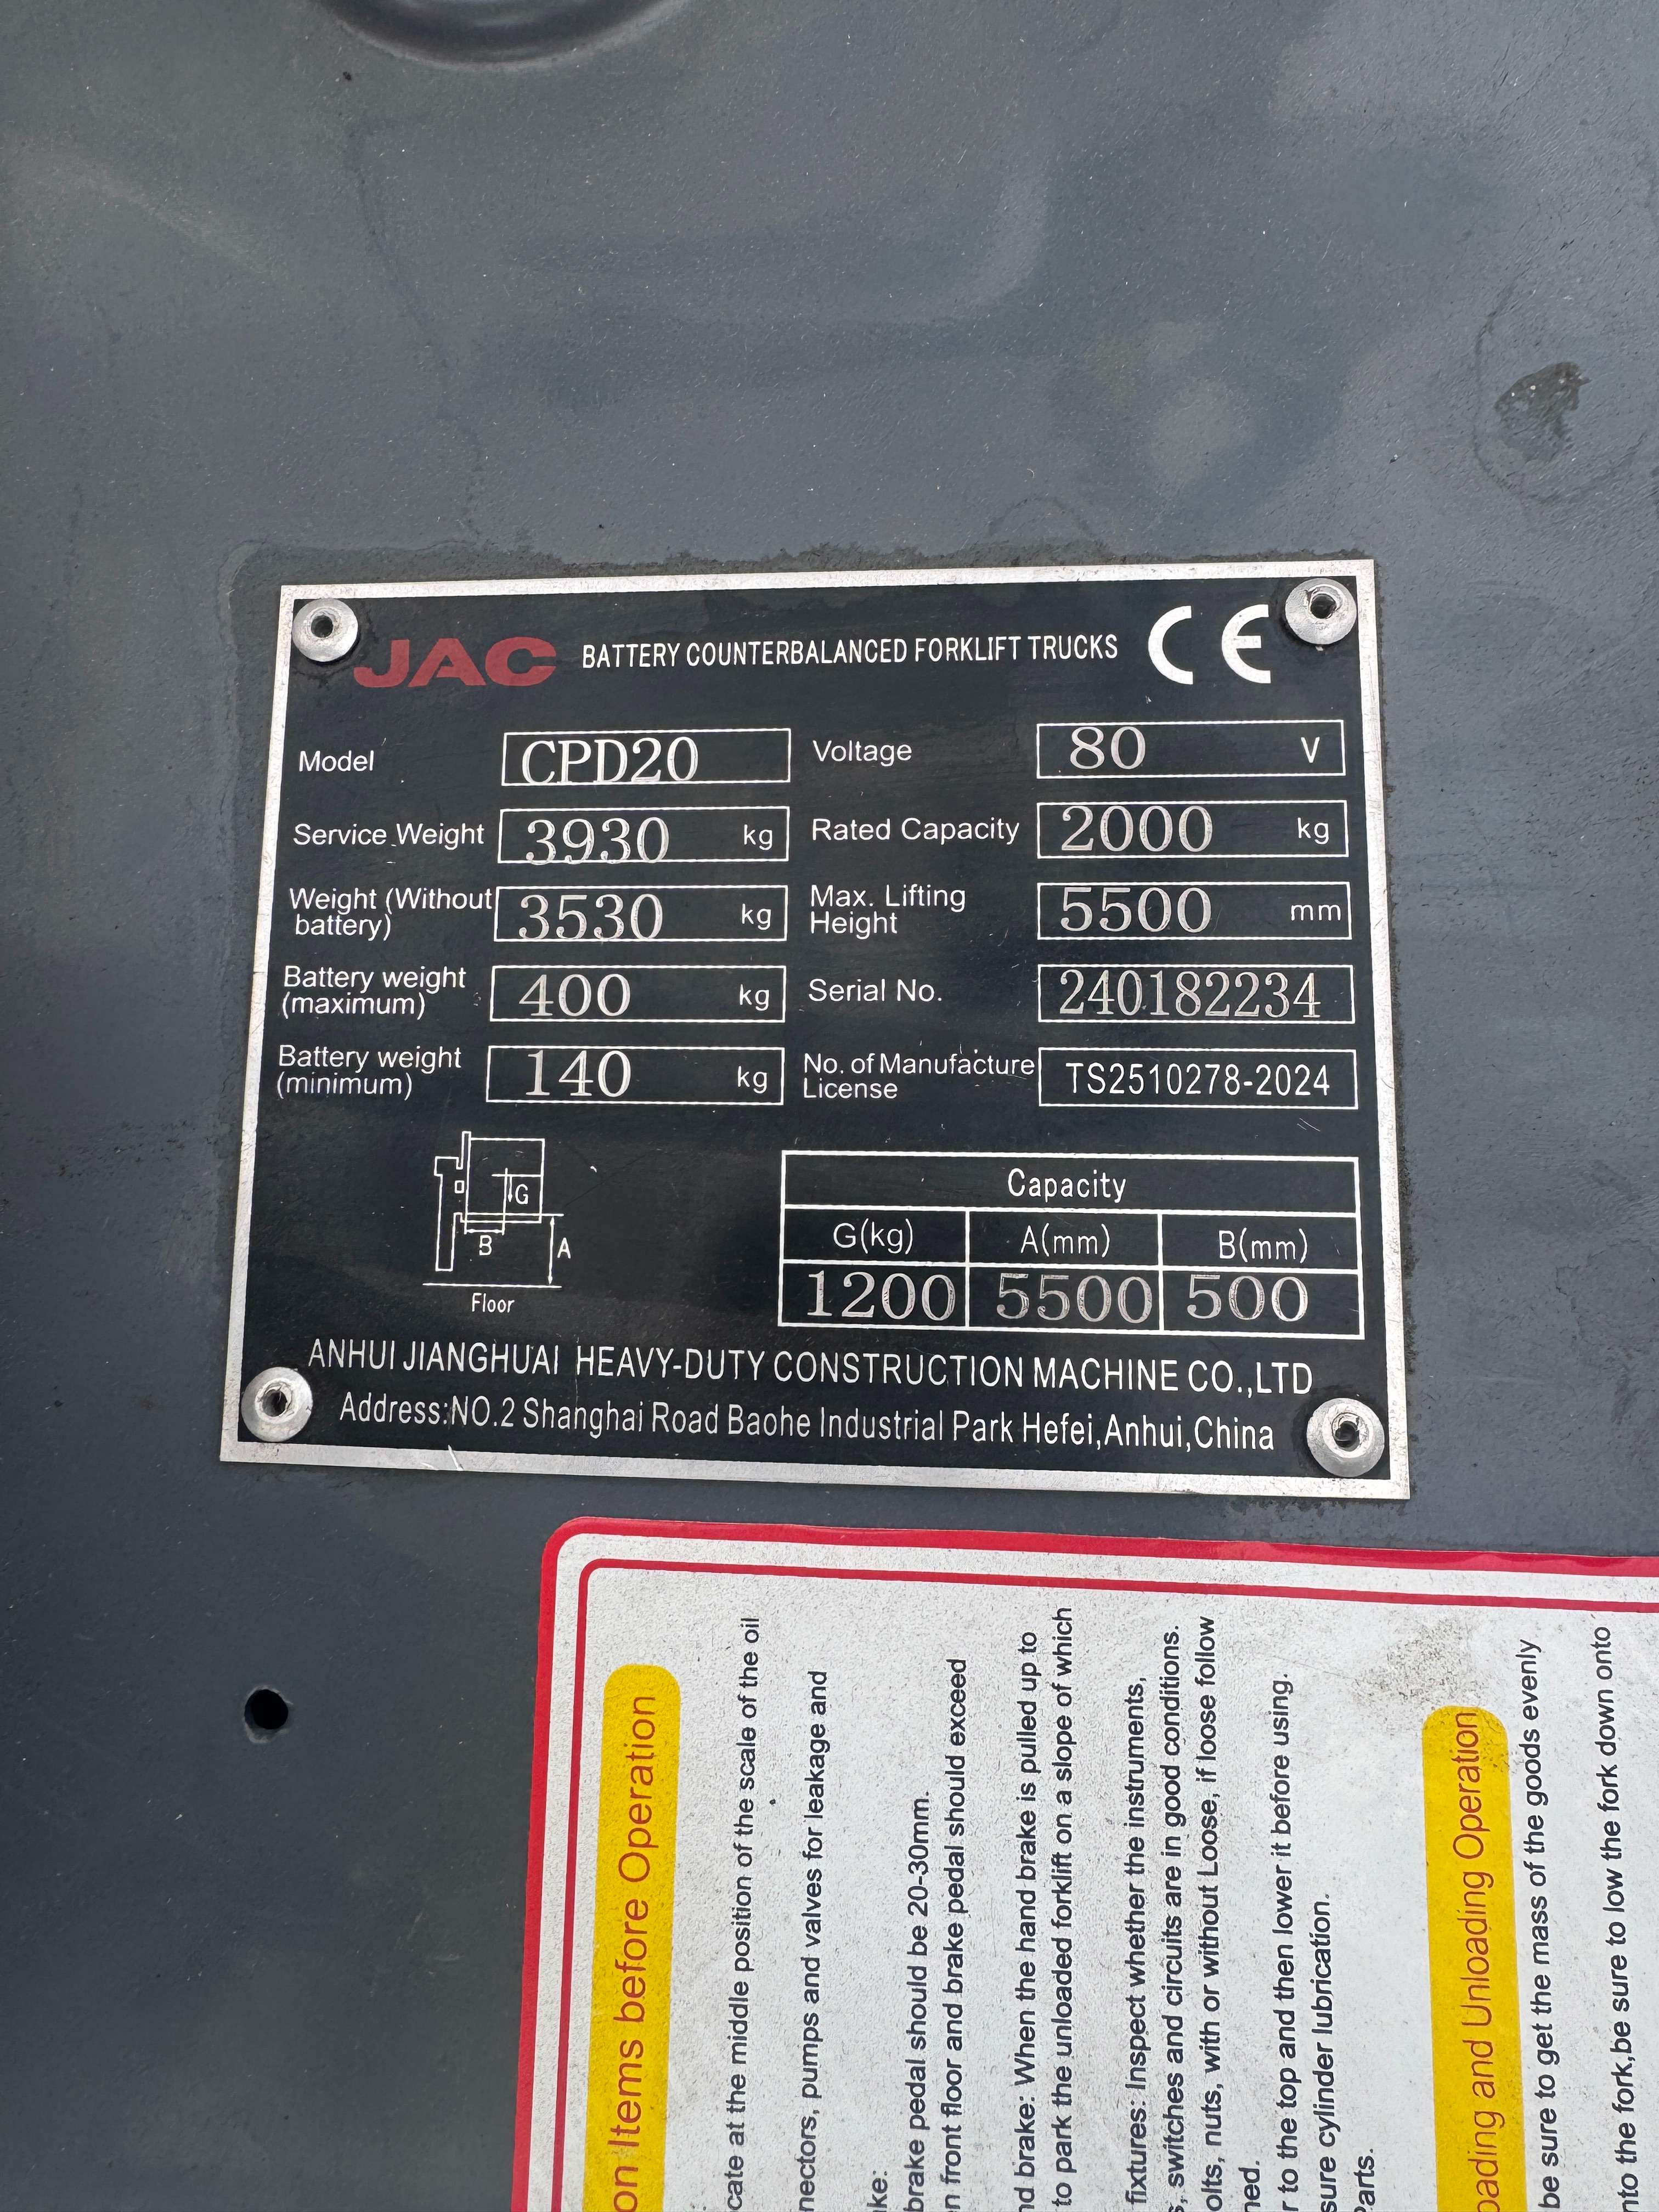 JAC BATTERY COUNTERBALANCED FORKLIFT TRUCKS CE
Model CPD20 Voltage 80 V
Service Weight 3930 kg Rated Capacity 2000 kg
Weight (Without battery) 3530 kg Max. Lifting Height 5500 mm
Battery weight (maximum) 400 kg Serial No. 240182234
Battery weight (minimum) 140 kg No. of Manufacture License TS2510278-2024
G
B
A
Floor
Capacity
G(kg) A(mm) B(mm)
1200 5500 500
ANHUI JIANGHUAI HEAVY-DUTY CONSTRUCTION MACHINE CO.,LTD
Address:NO.2 Shanghai Road Baohe Industrial Park Hefei,Anhui,China
on Items before Operation
cate at the middle position of the scale of the oil
nectors, pumps and valves for leakage and
ke:
brake pedal should be 20-30mm.
n front floor and brake pedal should exceed
nd brake: When the hand brake is pulled up to
to park the unloaded forklift on a slope of which
fixtures: Inspect whether the instruments,
s, switches and circuits are in good conditions.
olts, nuts, with or without Loose, if loose follow
ned.
r to the top and then lower it before using.
sure cylinder lubrication.
Parts.
oading and Unloading Operation
be sure to get the mass of the goods evenly
nto the fork,be sure to low the fork down onto